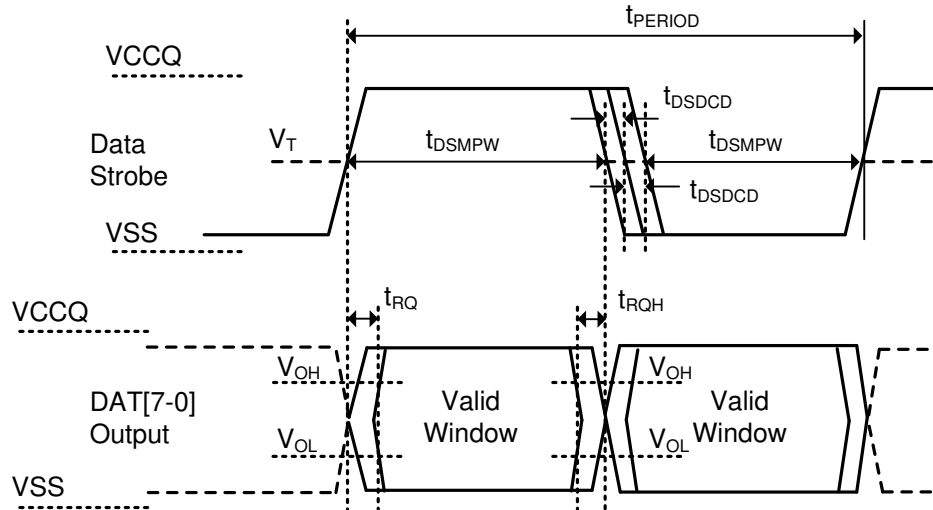 tPERIOD
VCCQ
tDSDCD
Data
Strobe
VT
tDSMPW
tDSMPW
tDSDCD
VSS
VCCQ
tRQ
tRQH
VOH
VOH
DAT[7-0]
Output
Valid
Window
Valid
Window
VOL
VOL
VSS